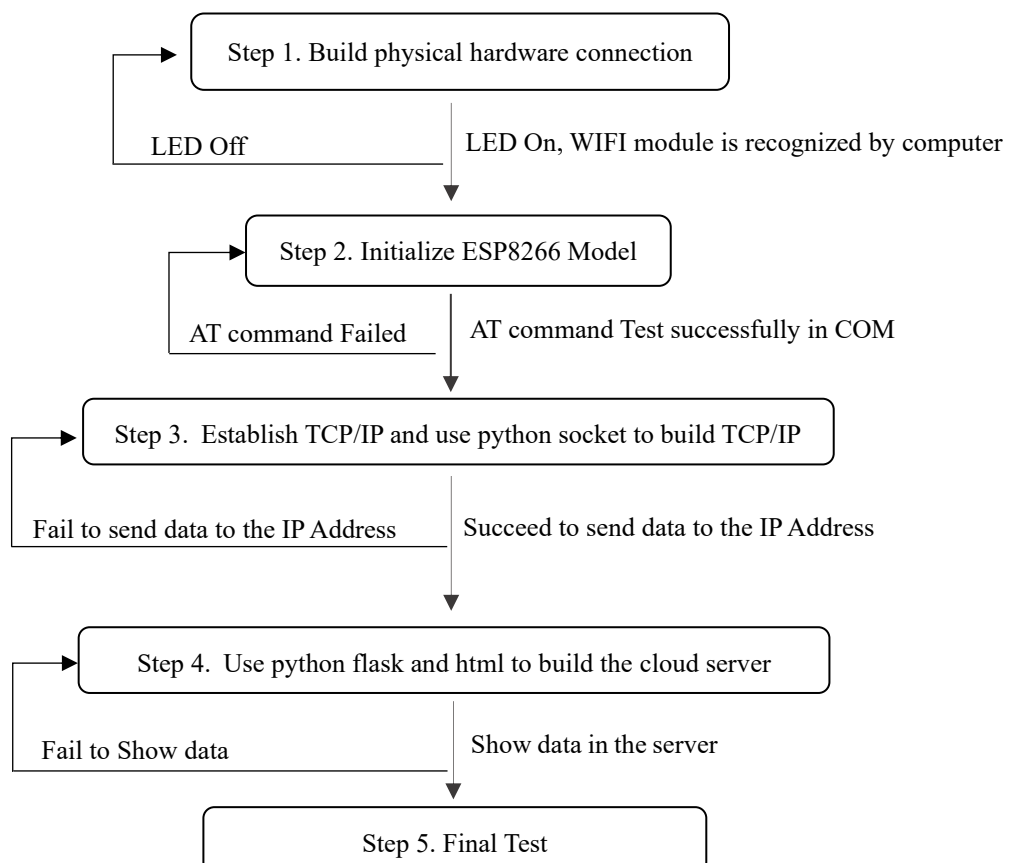 Step 1. Build physical hardware connection
LED Off
LED On, WIFI module is recognized by computer
Step 2. Initialize ESP8266 Model
AT command Failed
AT command Test successfully in COM
Step 3.  Establish TCP/IP and use python socket to build TCP/IP
Fail to send data to the IP Address
Succeed to send data to the IP Address
Step 4.  Use python flask and html to build the cloud server
Fail to Show data
Show data in the server
Step 5. Final Test